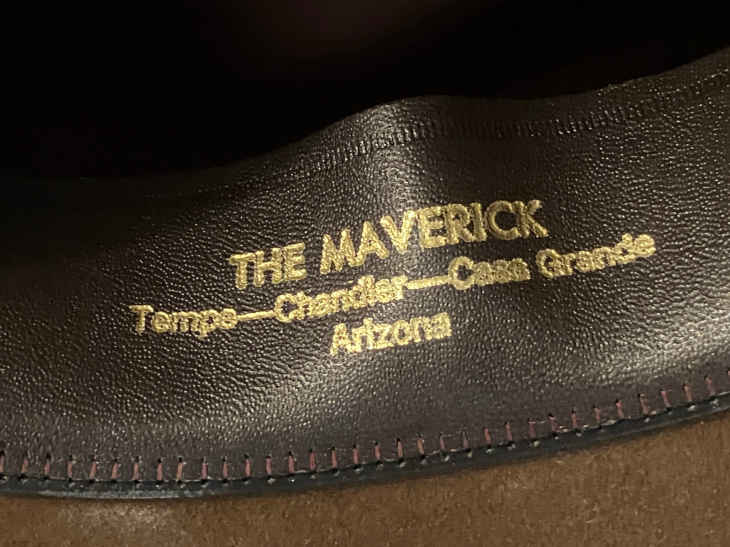 THE MAVERICK
Tempe—Chandler—Casa Grande
Arizona